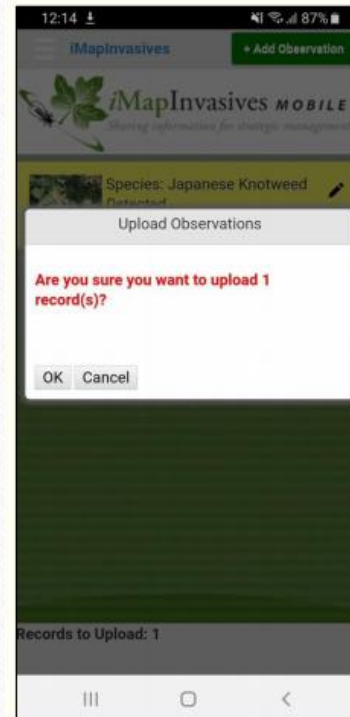 12:14 87%
iMapInvasives + Add Observation
iMapInvasives MOBILE
Sharing information for strategic management
Species: Japanese Knotweed
Detected
Upload Observations
Are you sure you want to upload 1
record(s)?
OK Cancel
Records to Upload: 1